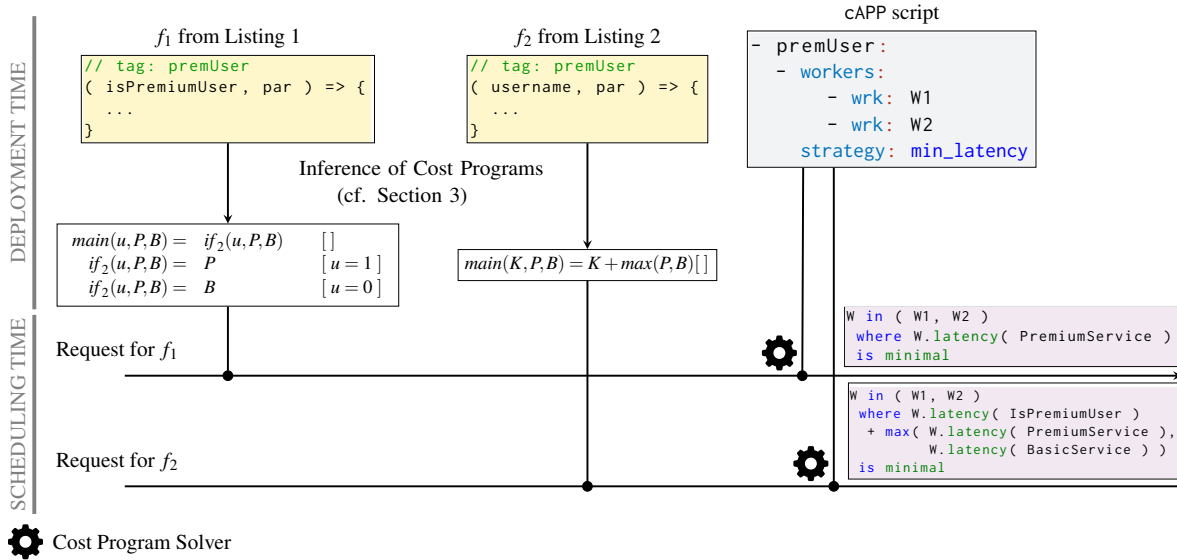 DEPLOYMENT TIME
f1 from Listing 1
// tag: premUser
( isPremiumUser, par ) => {
...
}
f2 from Listing 2
// tag: premUser
( username, par ) => {
...
}
cAPP script
- premUser:
- workers:
- wrk: W1
- wrk: W2
strategy: min_latency
Inference of Cost Programs
(cf. Section 3)
main(u,P,B) = if2(u,P,B) [ ]
if2(u,P,B) = P [ u = 1 ]
if2(u,P,B) = B [ u = 0 ]
main(K,P,B) = K + max(P,B)[ ]
SCHEDULING TIME
Request for f1
W in ( W1, W2 )
where W.latency( PremiumService )
is minimal
Request for f2
W in ( W1, W2 )
where W.latency( IsPremiumUser )
+ max( W.latency( PremiumService ),
W.latency( BasicService ) )
is minimal
Cost Program Solver